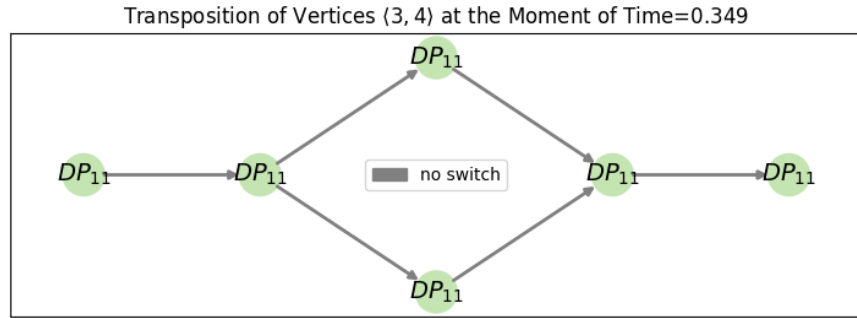 Transposition of Vertices ⟨3, 4⟩ at the Moment of Time=0.349
DP₁₁
DP₁₁
DP₁₁
no switch
DP₁₁
DP₁₁
DP₁₁